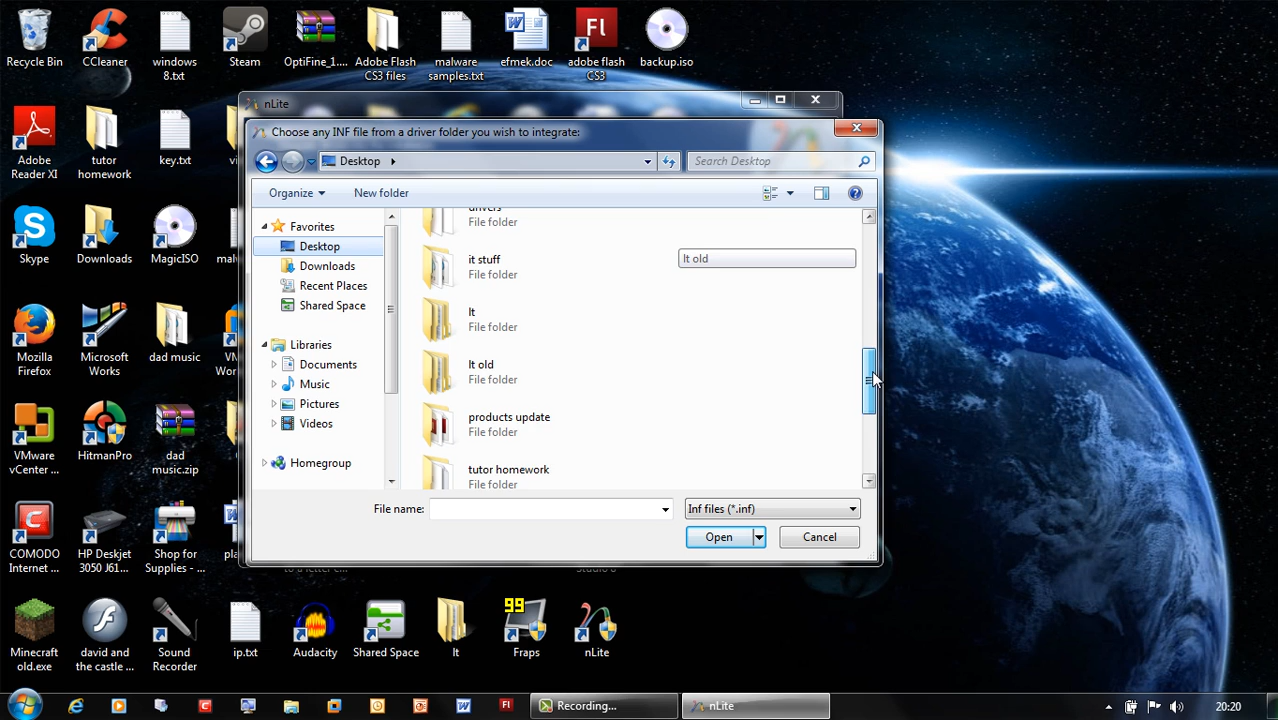 Recycle Bin
CCleaner
windows 8.txt
Steam
OptiFine_1....
Adobe Flash CS3 files
malware samples.txt
efmek.doc
adobe flash CS3
backup.iso
nLite
Choose any INF file from a driver folder you wish to integrate:
Desktop
Search Desktop
Organize
New folder
Favorites
Desktop
Downloads
Recent Places
Shared Space
Libraries
Documents
Music
Pictures
Videos
Homegroup
drivers
File folder
it stuff
File folder
lt
File folder
lt old
File folder
products update
File folder
tutor homework
lt old
File name:
Inf files (*.inf)
Open
Cancel
Adobe Reader XI
tutor homework
key.txt
Skype
Downloads
MagicISO
Mozilla Firefox
Microsoft Works
dad music
VMware vCenter ...
HitmanPro
dad music.zip
COMODO Internet ...
HP Deskjet 3050 J61...
Shop for Supplies - ...
Minecraft old.exe
david and the castle ...
Sound Recorder
ip.txt
Audacity
Shared Space
lt
99
Fraps
nLite
Recording...
nLite
20:20